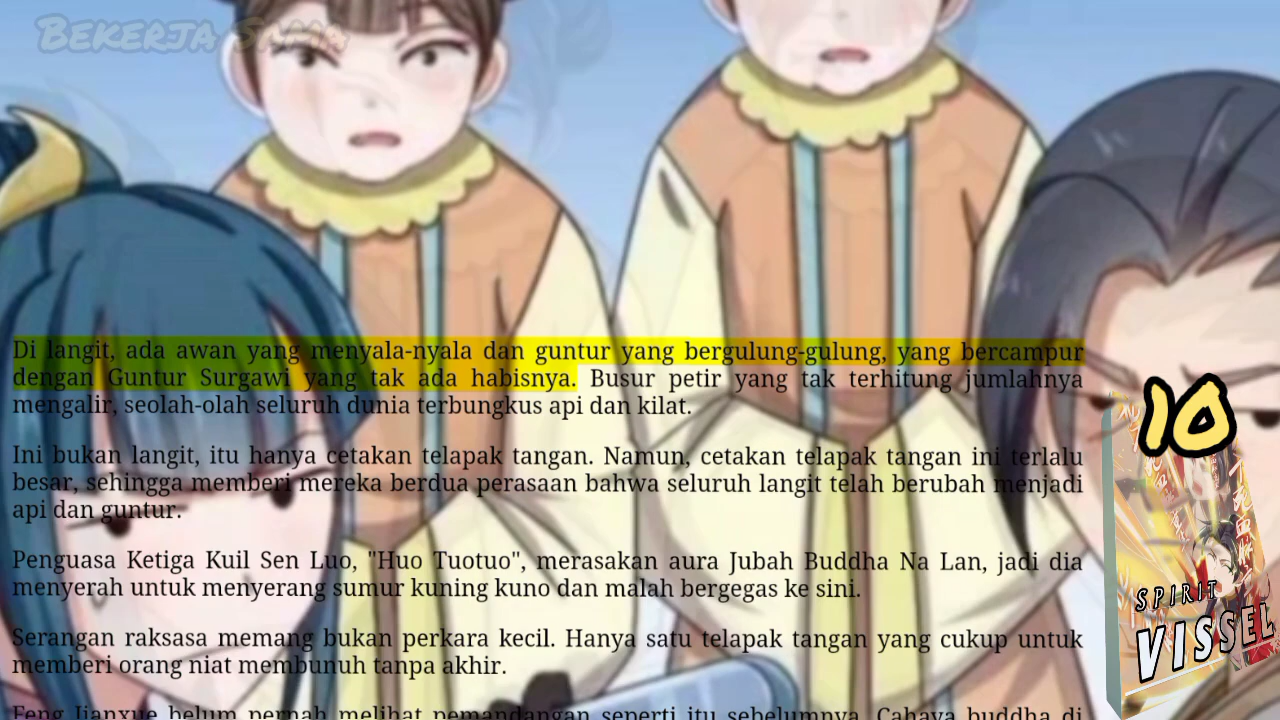 BEKERJA SAMA
Di langit, ada awan yang menyala-nyala dan guntur yang bergulung-gulung, yang bercampur
dengan Guntur Surgawi yang tak ada habisnya. Busur petir yang tak terhitung jumlahnya
mengalir, seolah-olah seluruh dunia terbungkus api dan kilat.
Ini bukan langit, itu hanya cetakan telapak tangan. Namun, cetakan telapak tangan ini terlalu
besar, sehingga memberi mereka berdua perasaan bahwa seluruh langit telah berubah menjadi
api dan guntur.
Penguasa Ketiga Kuil Sen Luo, "Huo Tuotuo", merasakan aura Jubah Buddha Na Lan, jadi dia
menyerah untuk menyerang sumur kuning kuno dan malah bergegas ke sini.
Serangan raksasa memang bukan perkara kecil. Hanya satu telapak tangan yang cukup untuk
memberi orang niat membunuh tanpa akhir.
Feng Jianxue belum pernah melihat pemandangan seperti itu sebelumnya. Cahaya buddha di
10
SPIRIT
VISSEL